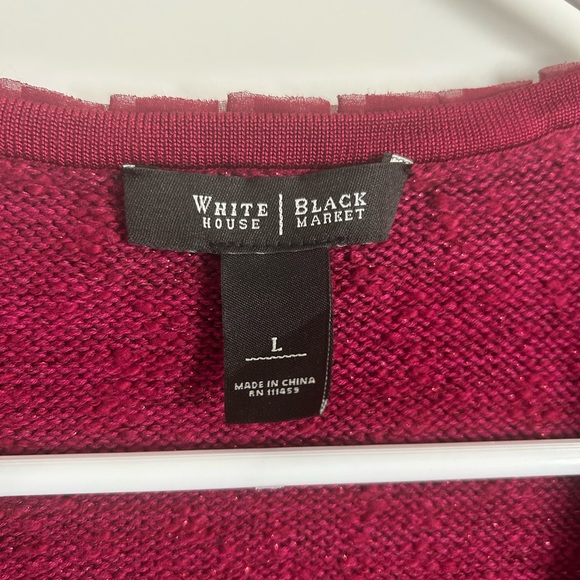 WHITE | BLACK
HOUSE | MARKET
L
MADE IN CHINA
RN 111459